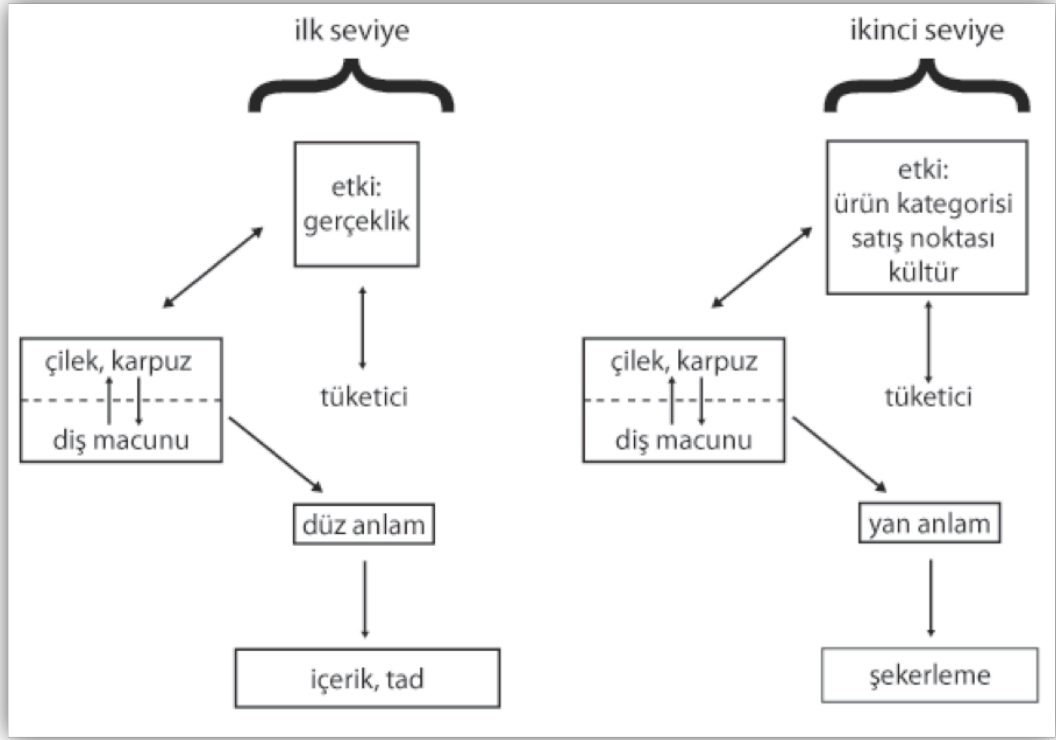 ilk seviye
etki:
gerçeklik
çilek, karpuz
diş macunu
tüketici
düz anlam
içerik, tad
ikinci seviye
etki:
ürün kategorisi
satış noktası
kültür
çilek, karpuz
diş macunu
tüketici
yan anlam
şekerleme